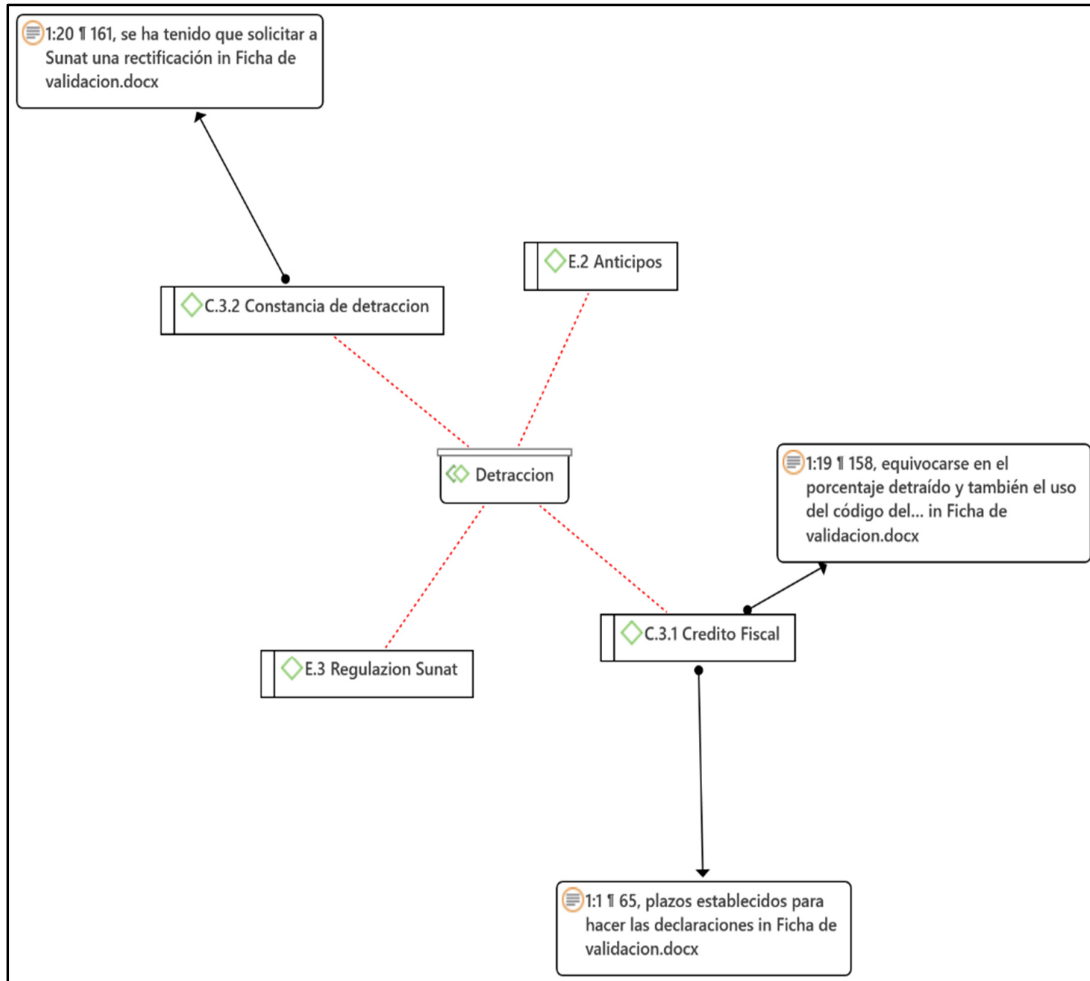 1:20 ¶ 161, se ha tenido que solicitar a
Sunat una rectificación in Ficha de
validacion.docx
E.2 Anticipos
C.3.2 Constancia de detraccion
Detraccion
1:19 ¶ 158, equivocarse en el
porcentaje detraído y también el uso
del código del... in Ficha de
validacion.docx
C.3.1 Credito Fiscal
E.3 Regulazion Sunat
1:1 ¶ 65, plazos establecidos para
hacer las declaraciones in Ficha de
validacion.docx